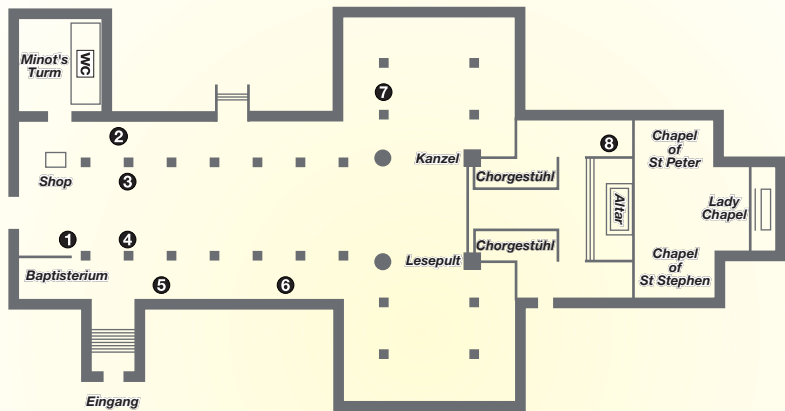 Minot's
Turm
WC
7
2
8
Chapel
of
St Peter
Kanzel
Shop
3
Chorgestühl
Lady
Chapel
Altar
1
4
Chorgestühl
Lesepult
Baptisterium
5
6
Chapel
of
St Stephen
Eingang